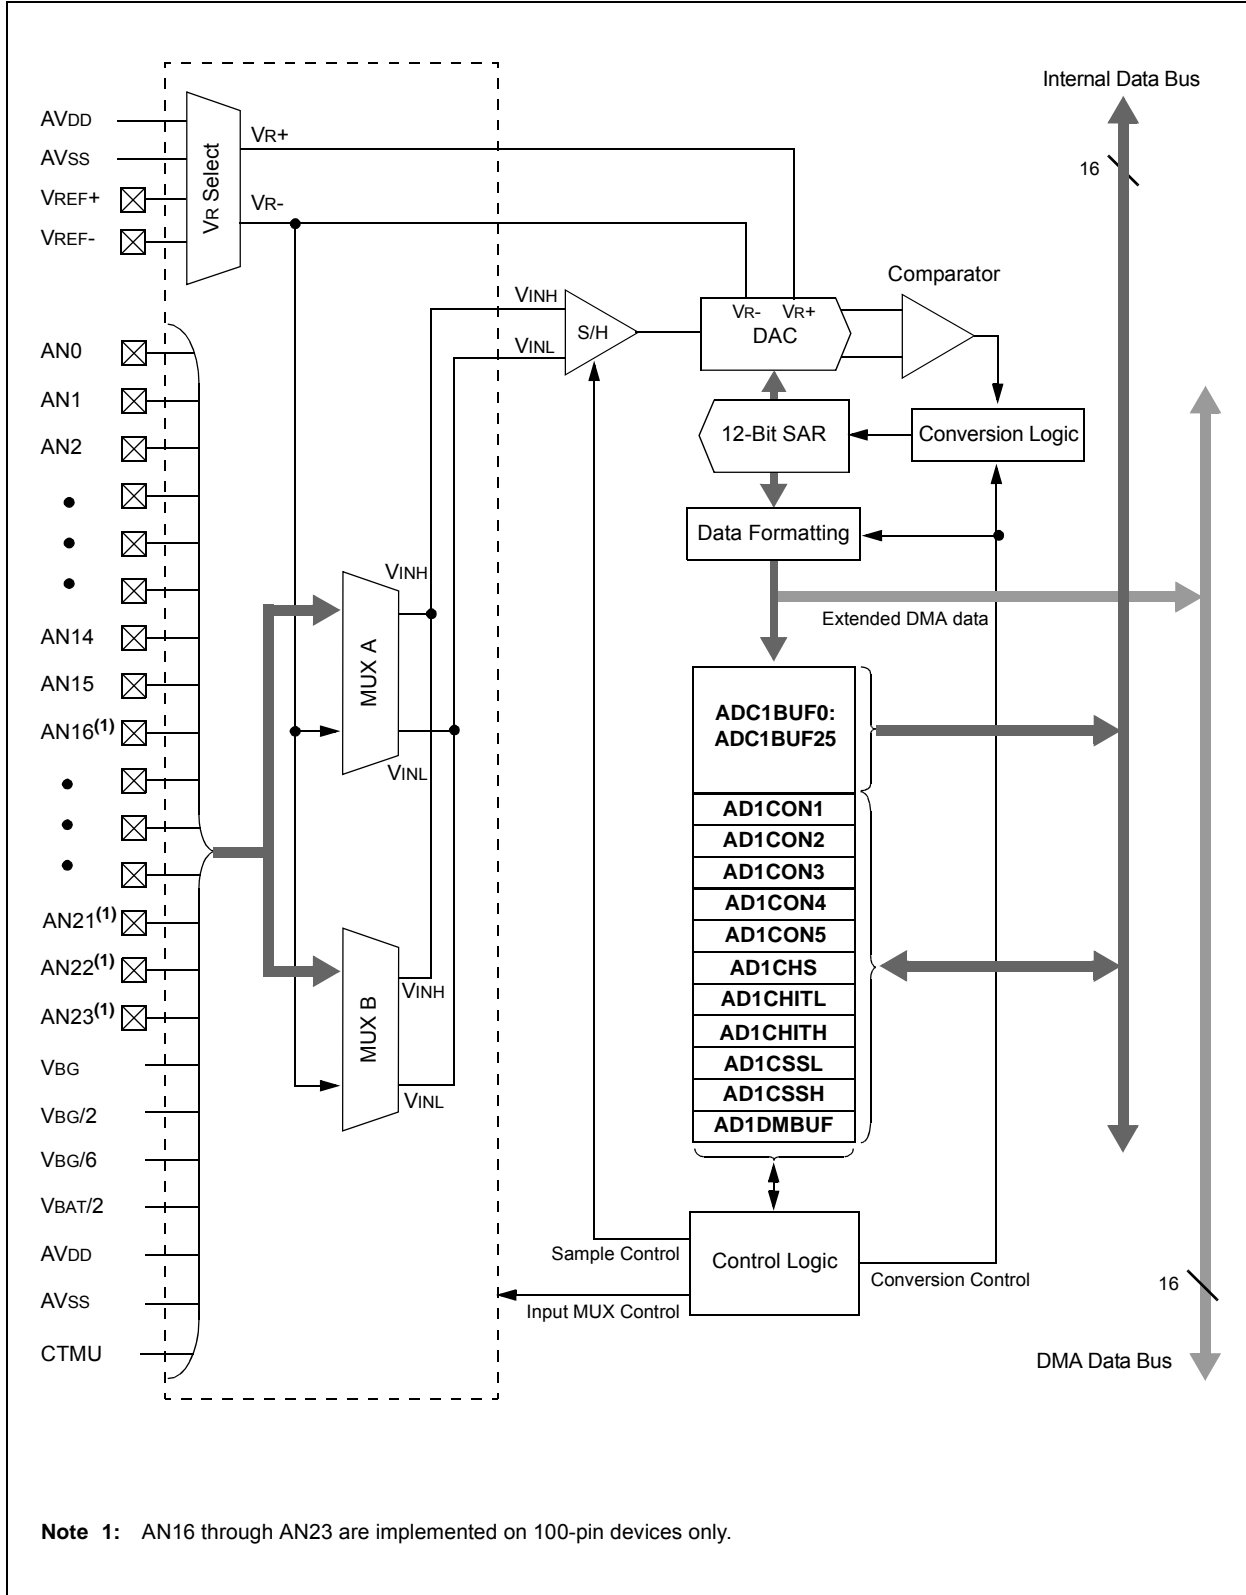 Internal Data Bus
AVDD
VR+
AVSS
16
VREF+
VR Select
VR-
VREF-
Comparator
VINH
VR- VR+
S/H
DAC
VINL
AN0
AN1
12-Bit SAR
Conversion Logic
AN2
Data Formatting
VINH
Extended DMA data
AN14
MUX A
AN15
ADC1BUF0:
ADC1BUF25
AN16(1)
VINL
AD1CON1
AD1CON2
AD1CON3
AD1CON4
AN21(1)
AD1CON5
AN22(1)
AD1CHS
VINH
AD1CHITL
AN23(1)
MUX B
AD1CHITH
VBG
AD1CSSL
AD1CSSH
VINL
VBG/2
AD1DMBUF
VBG/6
VBAT/2
AVDD
Sample Control
Control Logic
Conversion Control
16
AVSS
Input MUX Control
CTMU
DMA Data Bus
Note 1: AN16 through AN23 are implemented on 100-pin devices only.